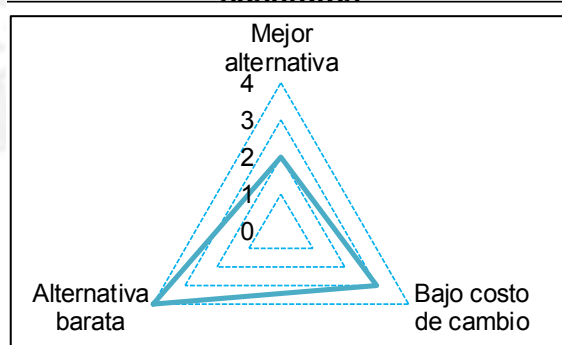 Mejor
alternativa
4
3
2
1
0
Alternativa
barata
Bajo costo
de cambio